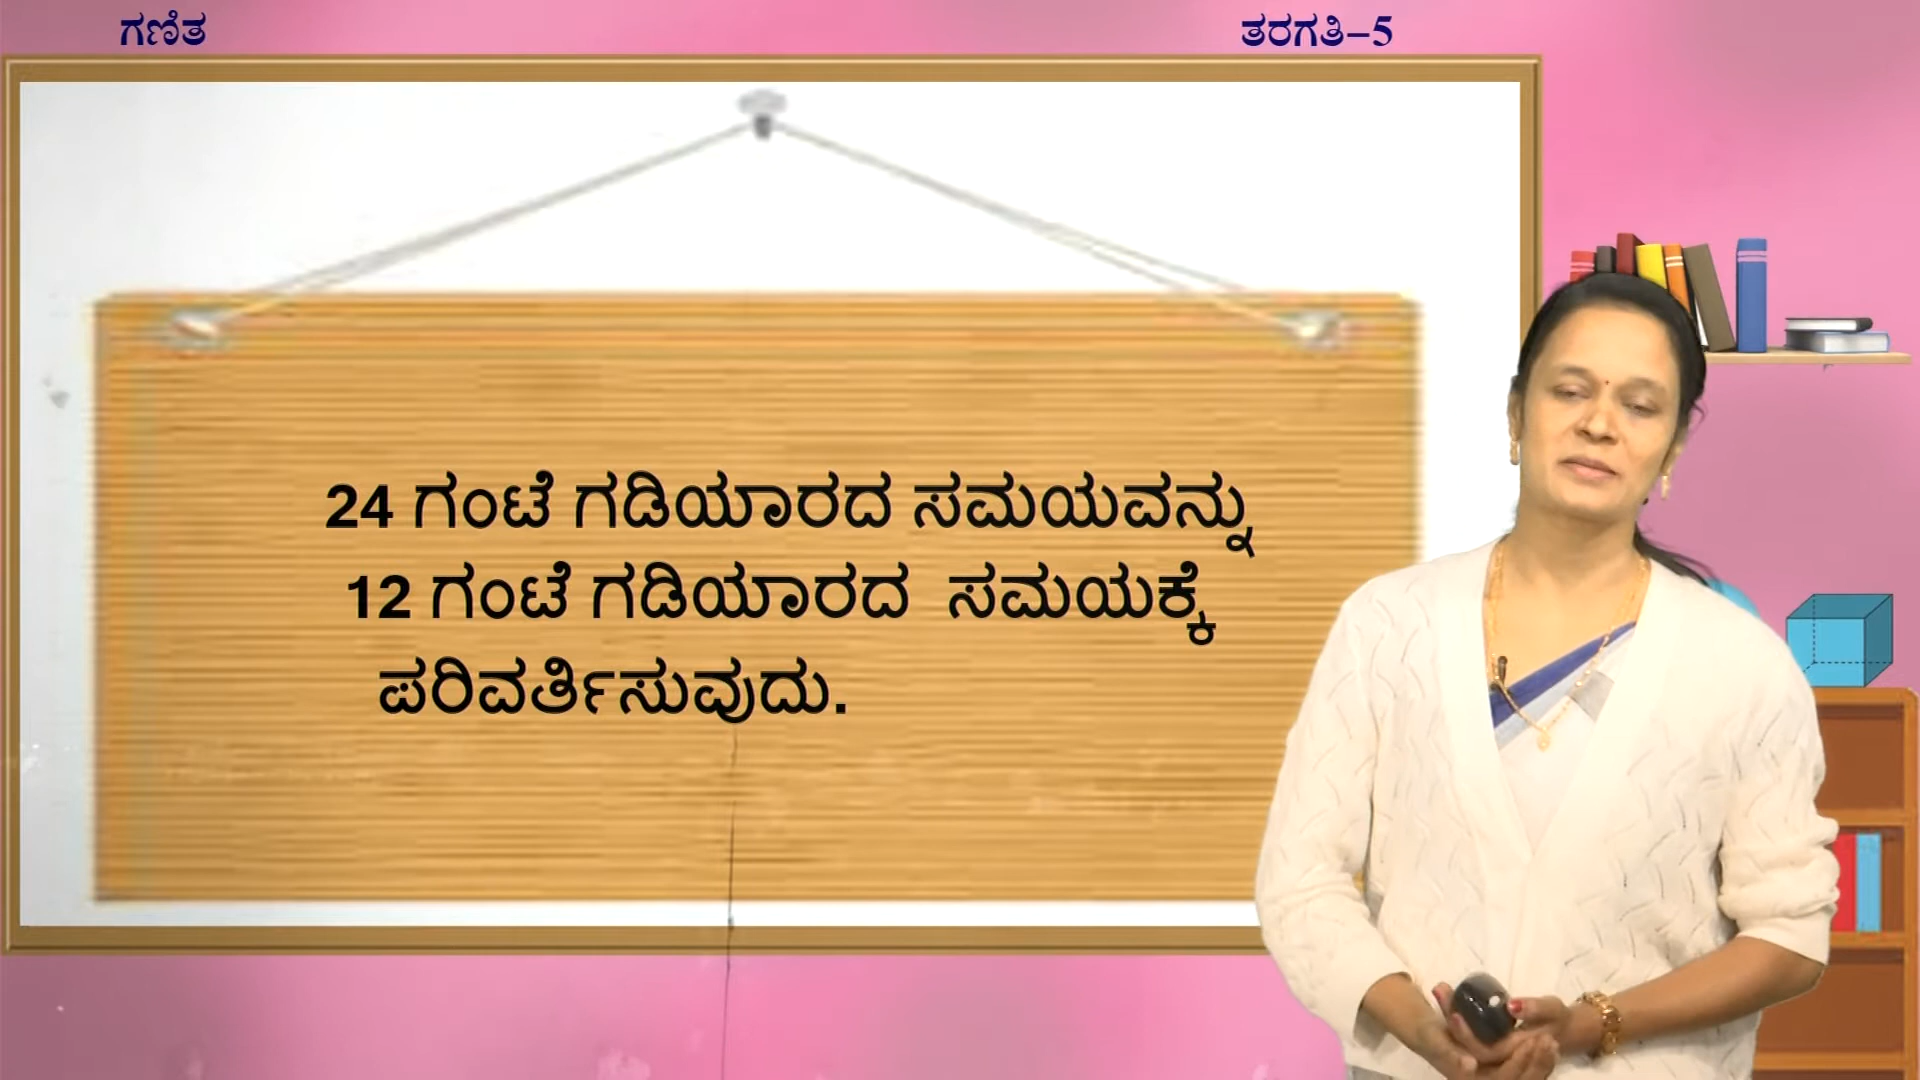 ಗಣಿತ
ತರಗತಿ–5
24 ಗಂಟೆ ಗಡಿಯಾರದ ಸಮಯವನ್ನು
12 ಗಂಟೆ ಗಡಿಯಾರದ ಸಮಯಕ್ಕೆ
ಪರಿವರ್ತಿಸುವುದು.